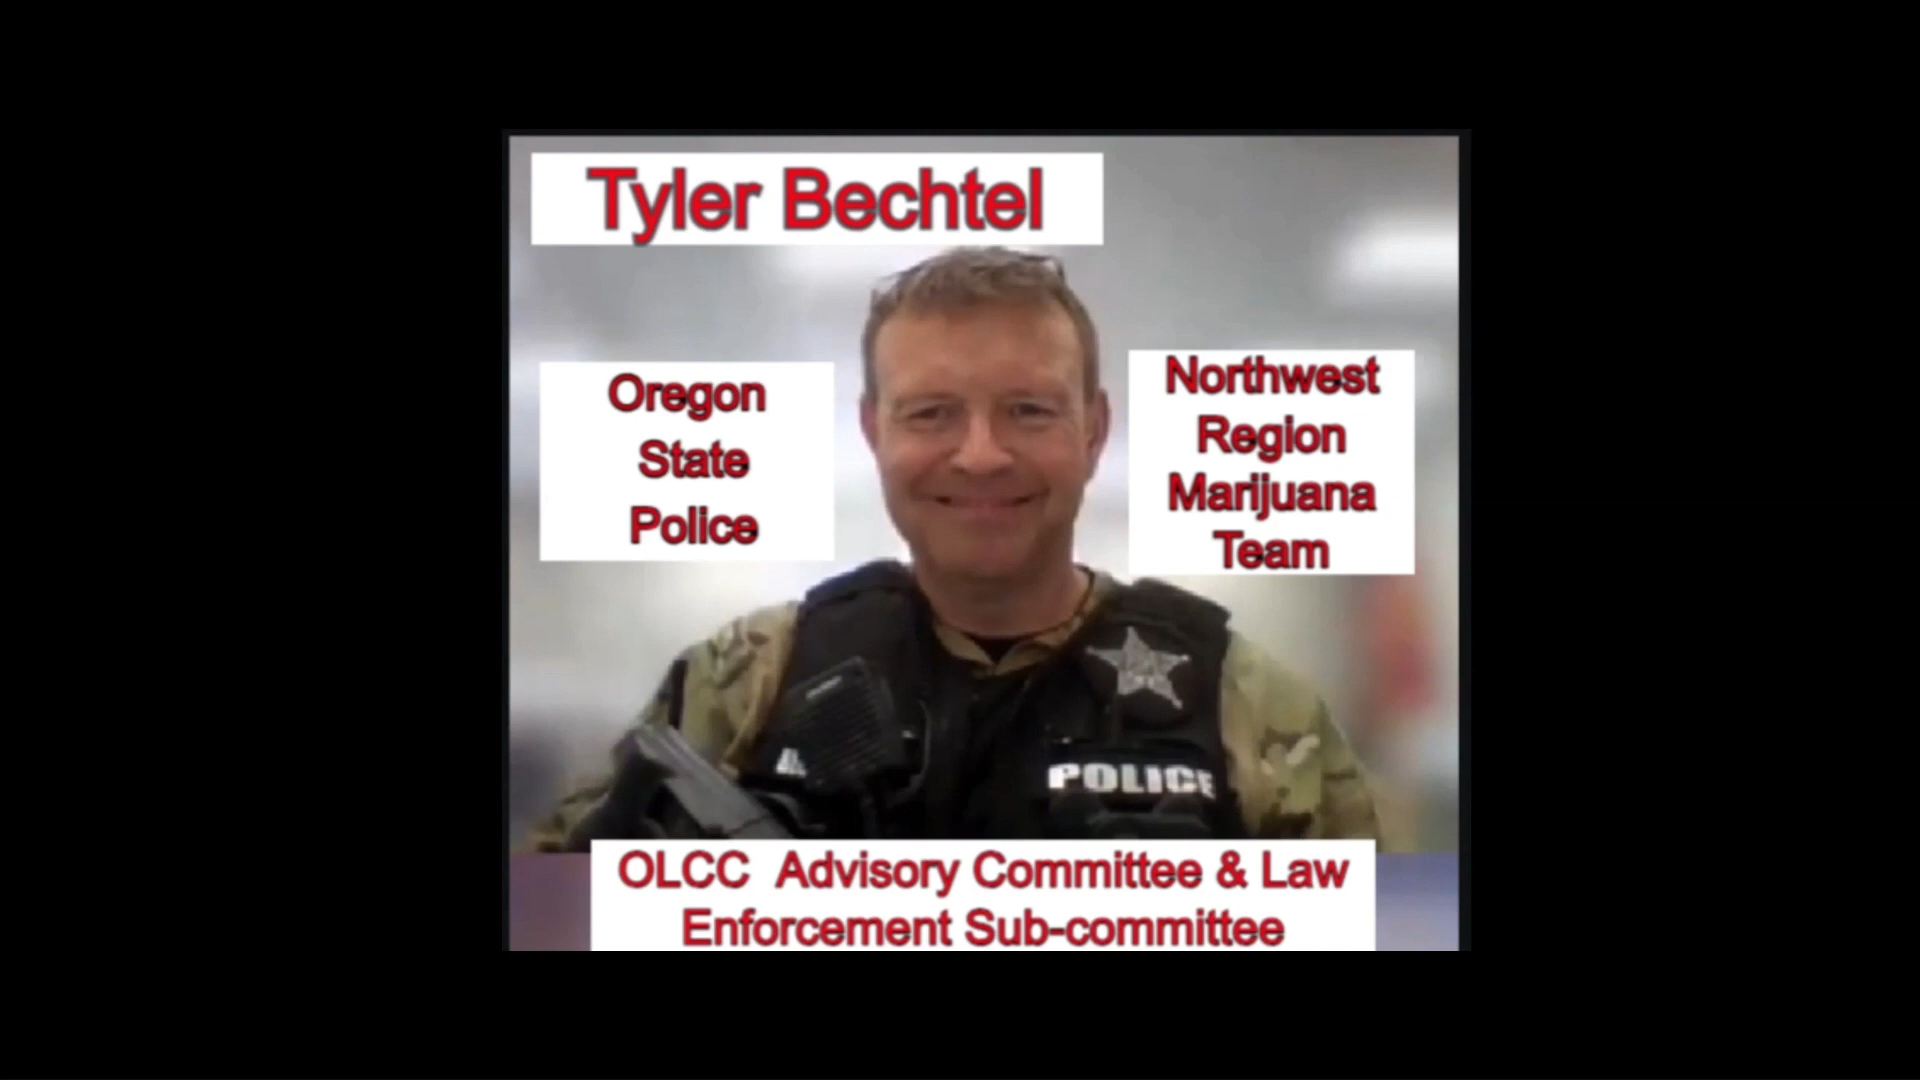 Tyler Bechtel
Oregon
State
Police
Northwest
Region
Marijuana
Team
POLICE
OLCC Advisory Committee & Law
Enforcement Sub-committee